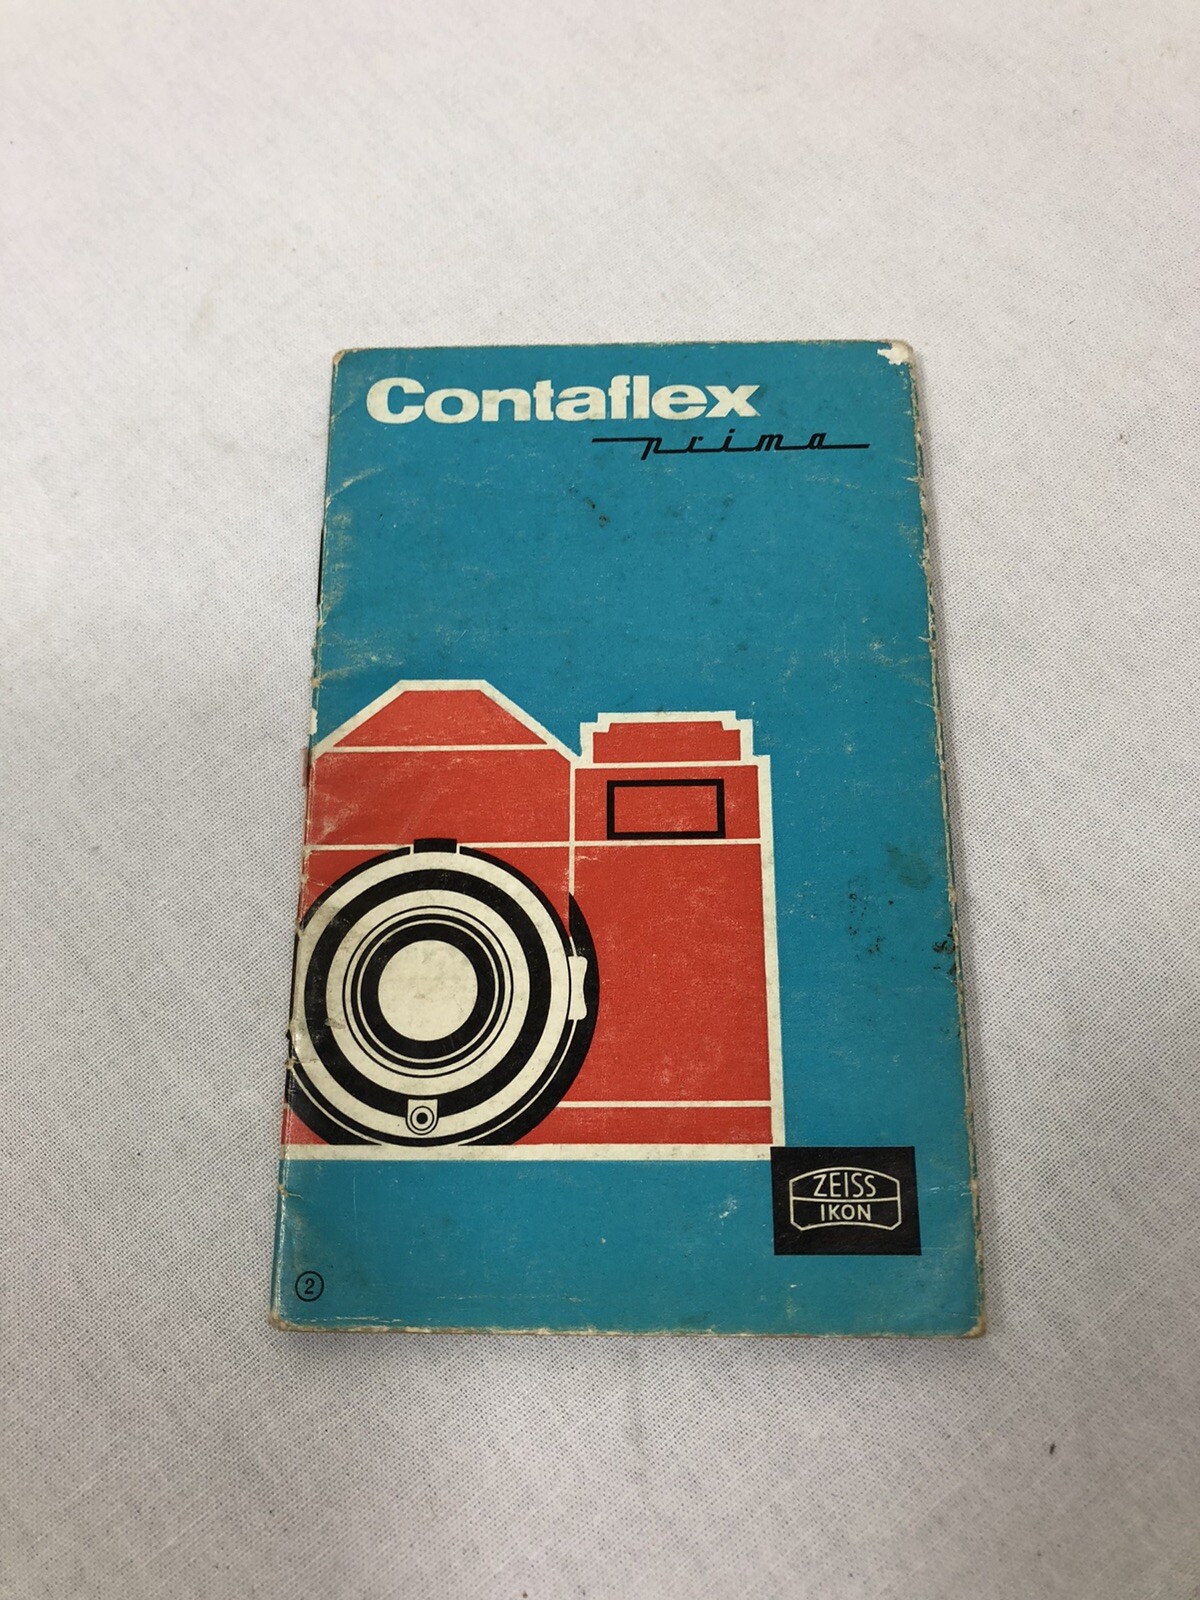 Contaflex
prima
ZEISS
IKON
2